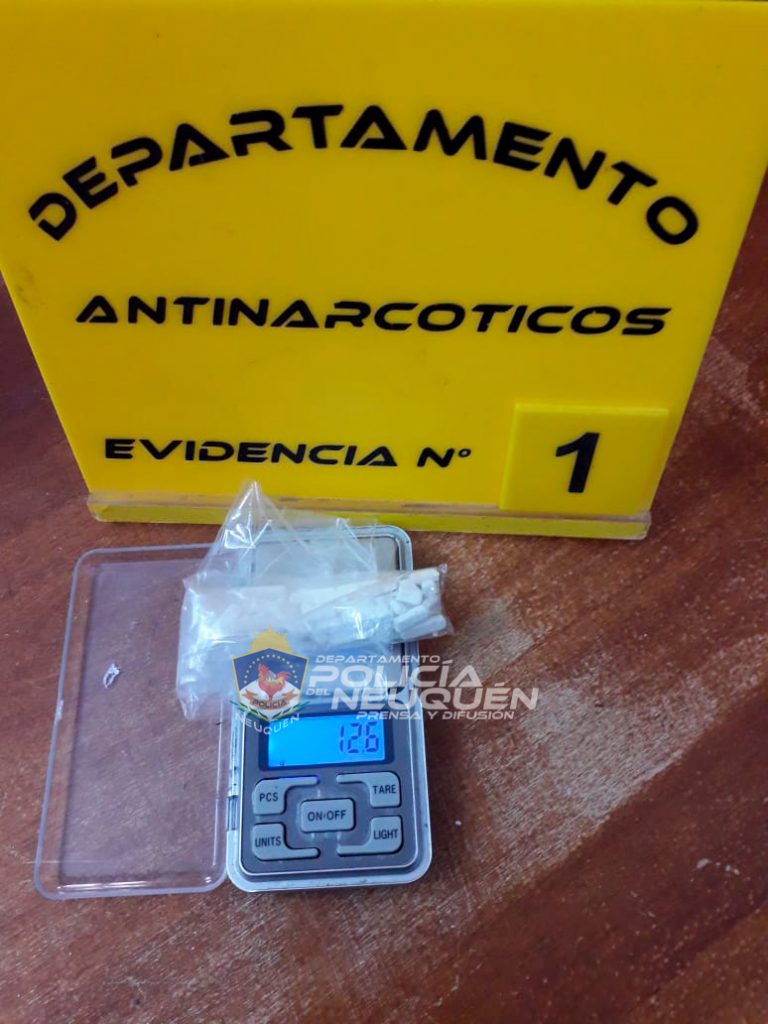 DEPARTAMENTO
ANTINARCOTICOS
EVIDENCIA Nº 1
DEPARTAMENTO
POLICÍA
DEL NEUQUÉN
PRENSA Y DIFUSIÓN
POLICIA
NEUQUÉN
12.6
g
PCS
TARE
ON·OFF
UNITS
LIGHT